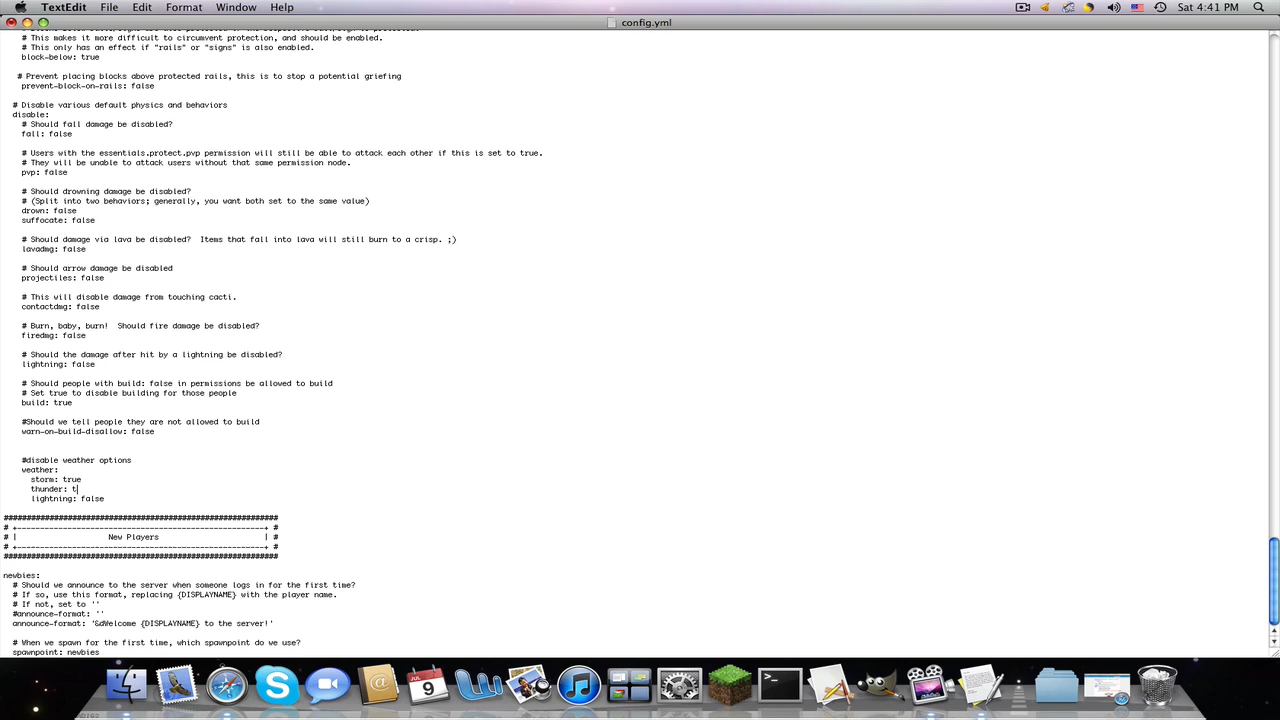 TextEdit File Edit Format Window Help Sat 4:41 PM
config.yml
# This makes it more difficult to circumvent protection, and should be enabled.
# This only has an effect if "rails" or "signs" is also enabled.
block-below: true
# Prevent placing blocks above protected rails, this is to stop a potential griefing
prevent-block-on-rails: false
# Disable various default physics and behaviors
disable:
# Should fall damage be disabled?
fall: false
# Users with the essentials.protect.pvp permission will still be able to attack each other if this is set to true.
# They will be unable to attack users without that same permission node.
pvp: false
# Should drowning damage be disabled?
# (Split into two behaviors; generally, you want both set to the same value)
drown: false
suffocate: false
# Should damage via lava be disabled?  Items that fall into lava will still burn to a crisp. ;)
lavadmg: false
# Should arrow damage be disabled
projectiles: false
# This will disable damage from touching cacti.
contactdmg: false
# Burn, baby, burn!  Should fire damage be disabled?
firedmg: false
# Should the damage after hit by a lightning be disabled?
lightning: false
# Should people with build: false in permissions be allowed to build
# Set true to disable building for those people
build: true
#Should we tell people they are not allowed to build
warn-on-build-disallow: false
#disable weather options
weather:
storm: true
thunder: t
lightning: false
############################################################
# +------------------------------------------------------+ #
# | New Players | #
# +------------------------------------------------------+ #
############################################################
newbies:
# Should we announce to the server when someone logs in for the first time?
# If so, use this format, replacing {DISPLAYNAME} with the player name.
# If not, set to ''
#announce-format: ''
announce-format: '&dWelcome {DISPLAYNAME} to the server!'
# When we spawn for the first time, which spawnpoint do we use?
spawnpoint: newbies
JUL
9